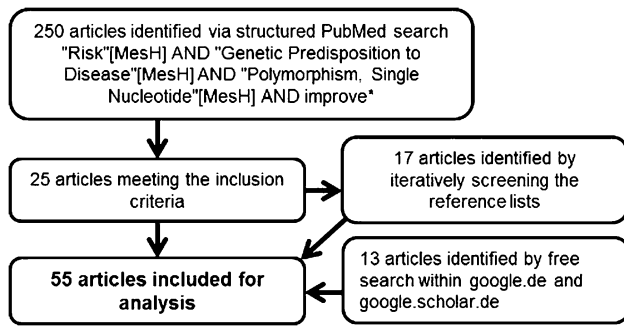 250 articles identified via structured PubMed search
"Risk"[MesH] AND "Genetic Predisposition to
Disease"[MesH] AND "Polymorphism, Single
Nucleotide"[MesH] AND improve*
25 articles meeting the inclusion
criteria
17 articles identified by
iteratively screening the
reference lists
55 articles included for
analysis
13 articles identified by free
search within google.de and
google.scholar.de